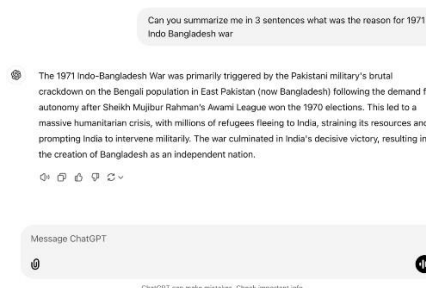 Can you summarize me in 3 sentences what was the reason for 1971
Indo Bangladesh war
The 1971 Indo-Bangladesh War was primarily triggered by the Pakistani military's brutal
crackdown on the Bengali population in East Pakistan (now Bangladesh) following the demand
autonomy after Sheikh Mujibur Rahman's Awami League won the 1970 elections. This led to a
massive humanitarian crisis, with millions of refugees fleeing to India, straining its resources and
prompting India to intervene militarily. The war culminated in India's decisive victory, resulting in
the creation of Bangladesh as an independent nation.
Message ChatGPT
ChatGPT can make mistakes. Check important info.